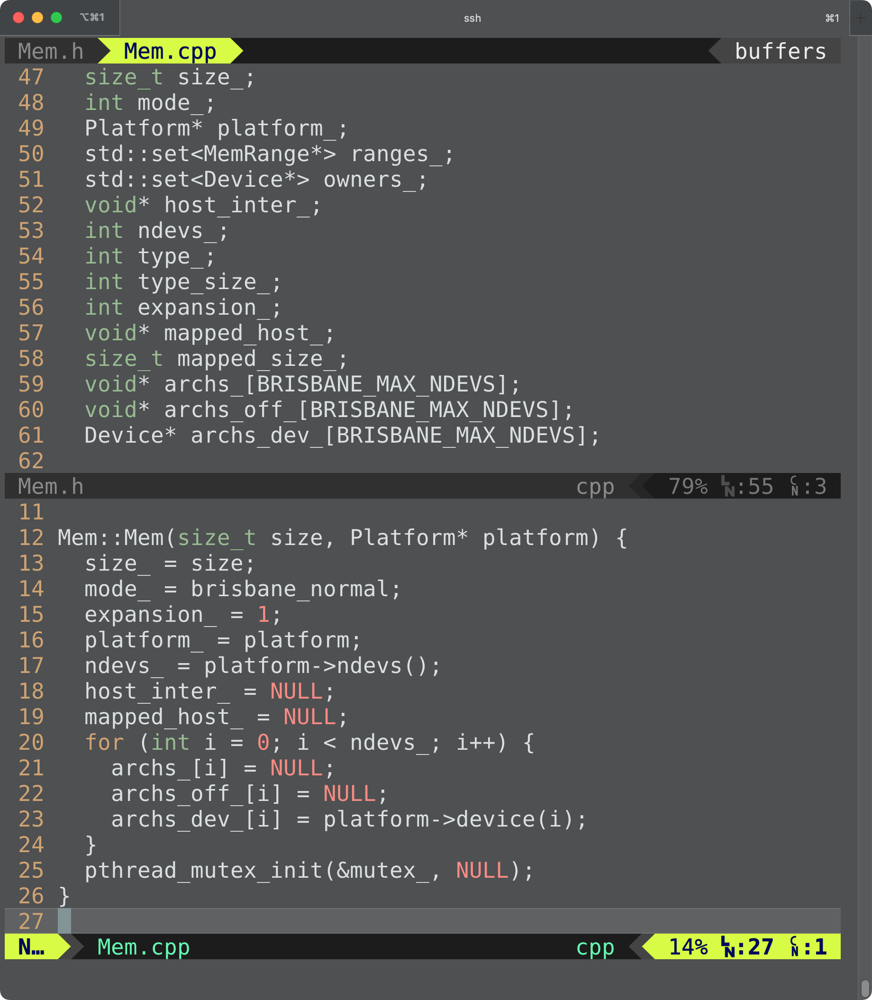 ⌥⌘1 ssh ⌘1 +
Mem.h Mem.cpp buffers
47 size_t size_;
48 int mode_;
49 Platform* platform_;
50 std::set<MemRange*> ranges_;
51 std::set<Device*> owners_;
52 void* host_inter_;
53 int ndevs_;
54 int type_;
55 int type_size_;
56 int expansion_;
57 void* mapped_host_;
58 size_t mapped_size_;
59 void* archs_[BRISBANE_MAX_NDEVS];
60 void* archs_off_[BRISBANE_MAX_NDEVS];
61 Device* archs_dev_[BRISBANE_MAX_NDEVS];
62
Mem.h cpp 79% LN:55 CN:3
11
12 Mem::Mem(size_t size, Platform* platform) {
13 size_ = size;
14 mode_ = brisbane_normal;
15 expansion_ = 1;
16 platform_ = platform;
17 ndevs_ = platform->ndevs();
18 host_inter_ = NULL;
19 mapped_host_ = NULL;
20 for (int i = 0; i < ndevs_; i++) {
21 archs_[i] = NULL;
22 archs_off_[i] = NULL;
23 archs_dev_[i] = platform->device(i);
24 }
25 pthread_mutex_init(&mutex_, NULL);
26 }
27
N… Mem.cpp cpp 14% LN:27 CN:1